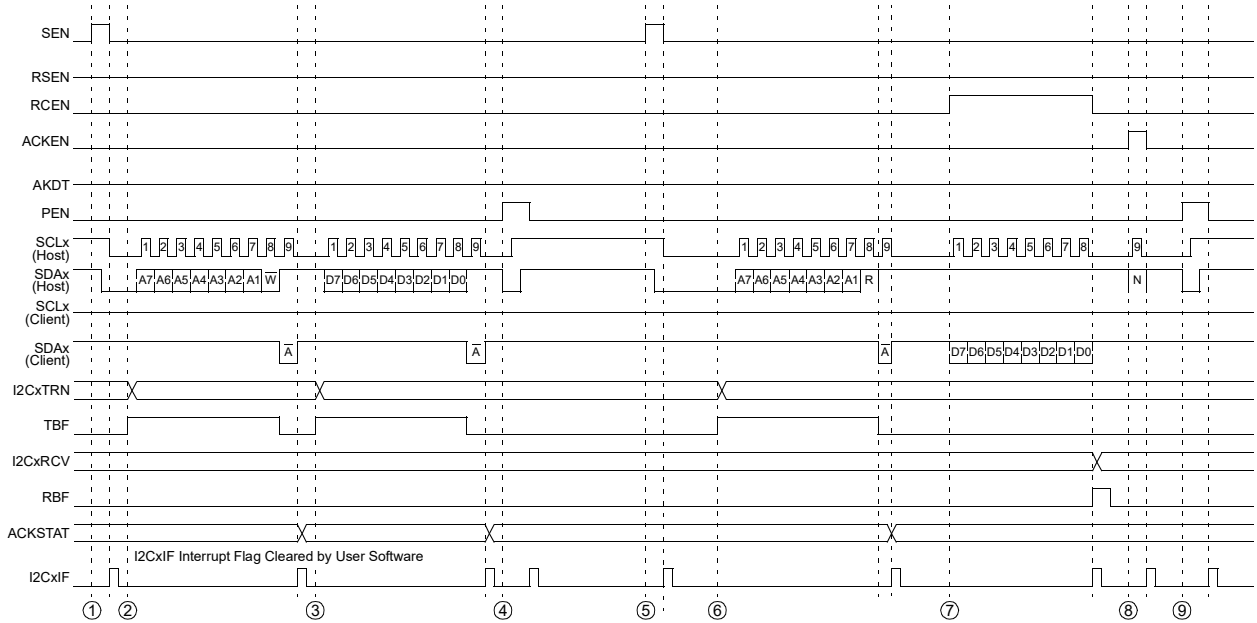 SEN
RSEN
RCEN
ACKEN
AKDT
PEN
SCLx
(Host)
1 2 3 4 5 6 7 8 9 1 2 3 4 5 6 7 8 9 1 2 3 4 5 6 7 8 9 1 2 3 4 5 6 7 8 9
SDAx
(Host)
A7 A6 A5 A4 A3 A2 A1 W̅ D7 D6 D5 D4 D3 D2 D1 D0 A7 A6 A5 A4 A3 A2 A1 R N
SCLx
(Client)
SDAx
(Client)
A̅ A̅ A̅ D7 D6 D5 D4 D3 D2 D1 D0
I2CxTRN
TBF
I2CxRCV
RBF
ACKSTAT
I2CxIF Interrupt Flag Cleared by User Software
I2CxIF
① ② ③ ④ ⑤ ⑥ ⑦ ⑧ ⑨